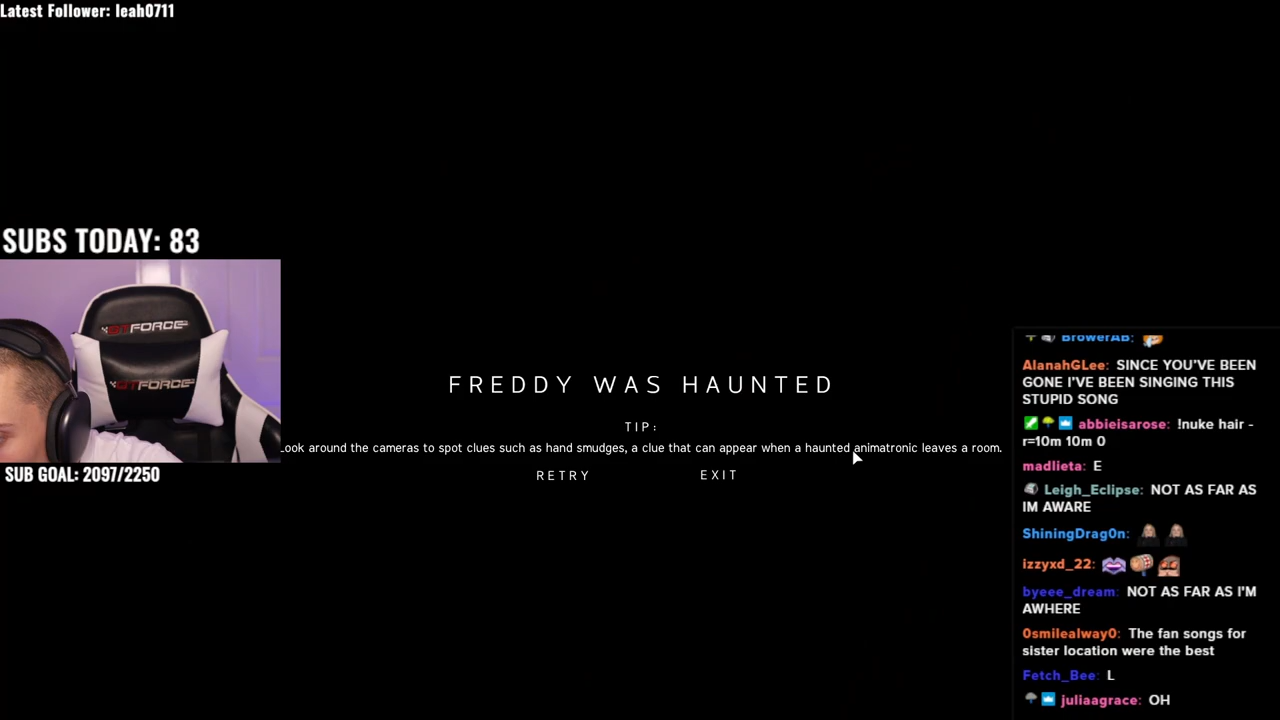 Latest Follower: leah0711
SUBS TODAY: 83
GTFORCE
GTFORCE
SUB GOAL: 2097/2250
FREDDY WAS HAUNTED
TIP:
Look around the cameras to spot clues such as hand smudges, a clue that can appear when a haunted animatronic leaves a room.
RETRY EXIT
BrowerAB:
AlanahGLee: SINCE YOU'VE BEEN
GONE I'VE BEEN SINGING THIS
STUPID SONG
abbieisarose: !nuke hair -
r=10m 10m 0
madlieta: E
Leigh_Eclipse: NOT AS FAR AS
IM AWARE
ShiningDrag0n:
izzyxd_22:
byeee_dream: NOT AS FAR AS I'M
AWHERE
0smilealway0: The fan songs for
sister location were the best
Fetch_Bee: L
juliaagrace: OH